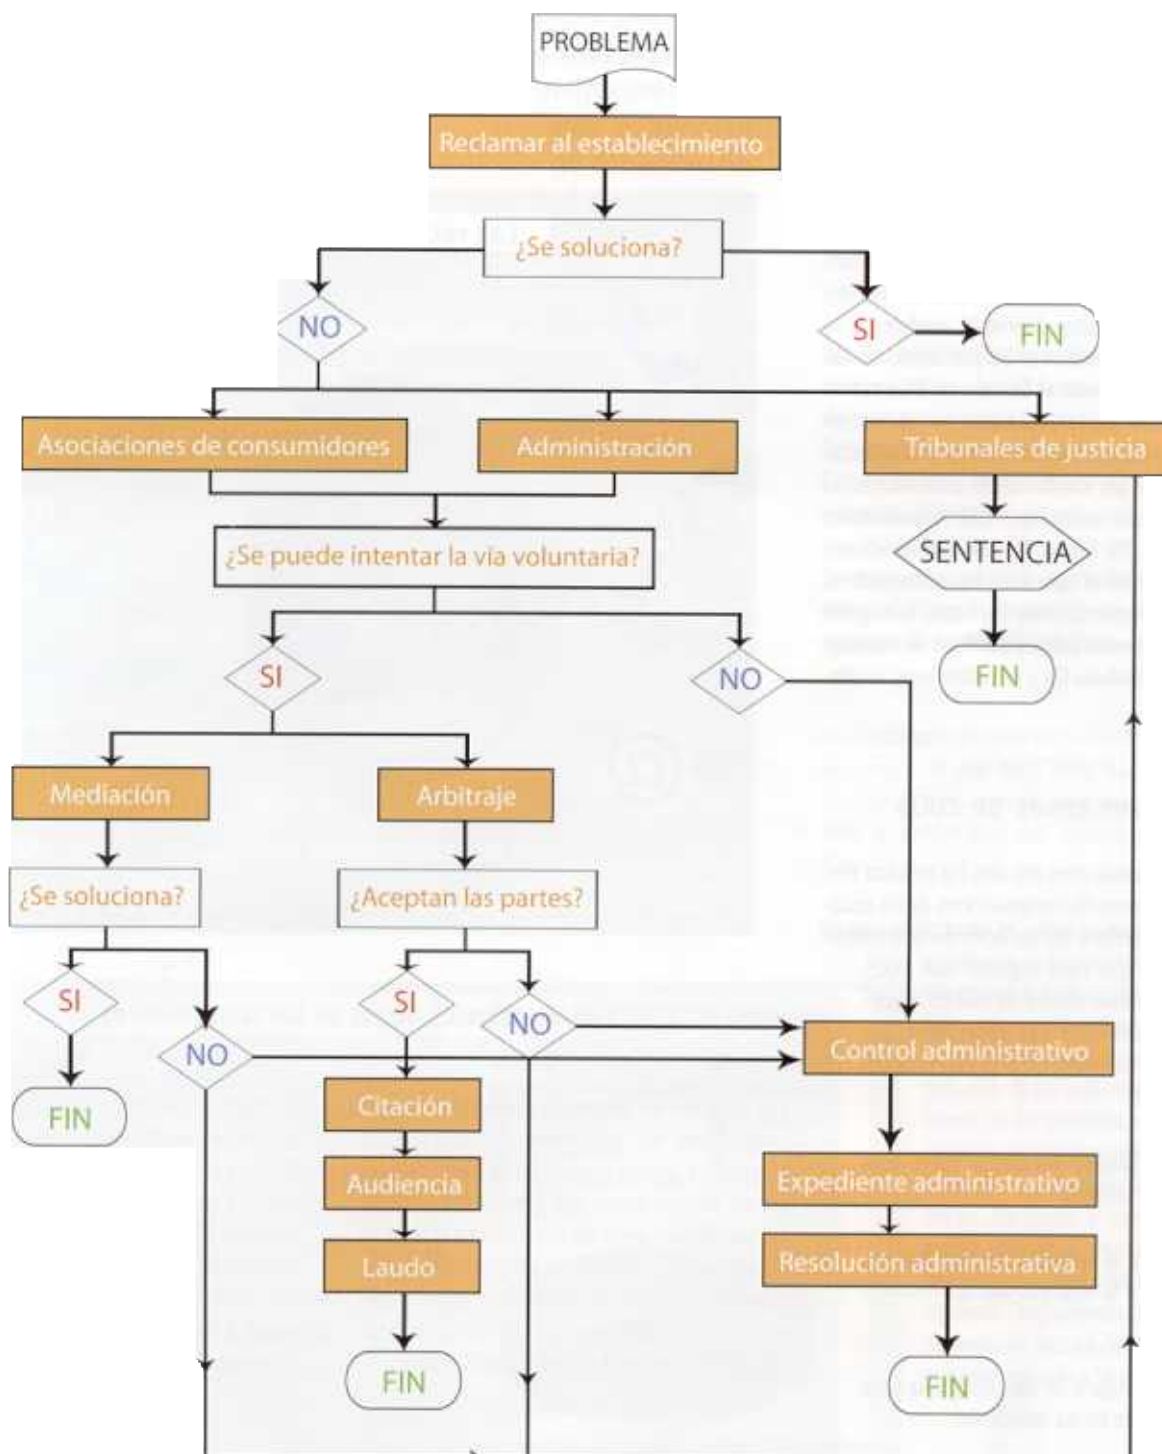 PROBLEMA
Reclamar al establecimiento
¿Se soluciona?
NO
SI
FIN
Asociaciones de consumidores
Administración
Tribunales de justicia
¿Se puede intentar la vía voluntaria?
SENTENCIA
SI
NO
FIN
Mediación
Arbitraje
¿Se soluciona?
¿Aceptan las partes?
SI
NO
SI
NO
Control administrativo
FIN
Citación
Audiencia
Expediente administrativo
Laudo
Resolución administrativa
FIN
FIN